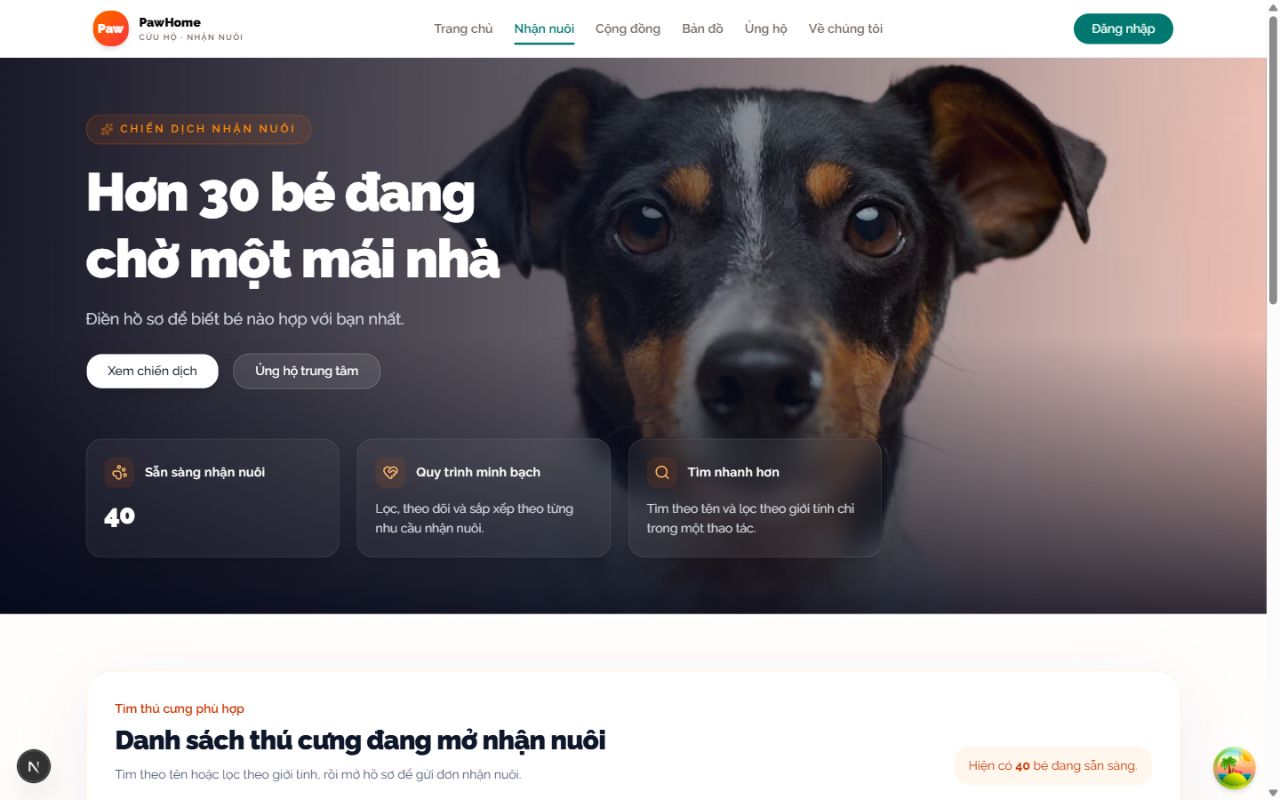 Paw
PawHome
CỨU HỘ · NHẬN NUÔI
Trang chủ
Nhận nuôi
Cộng đồng
Bản đồ
Ủng hộ
Về chúng tôi
Đăng nhập
CHIẾN DỊCH NHẬN NUÔI
Hơn 30 bé đang
chờ một mái nhà
Điền hồ sơ để biết bé nào hợp với bạn nhất.
Xem chiến dịch
Ủng hộ trung tâm
Sẵn sàng nhận nuôi
40
Quy trình minh bạch
Lọc, theo dõi và sắp xếp theo từng
nhu cầu nhận nuôi.
Tìm nhanh hơn
Tìm theo tên và lọc theo giới tính chỉ
trong một thao tác.
Tìm thú cưng phù hợp
Danh sách thú cưng đang mở nhận nuôi
Tìm theo tên hoặc lọc theo giới tính, rồi mở hồ sơ để gửi đơn nhận nuôi.
Hiện có 40 bé đang sẵn sàng.
N